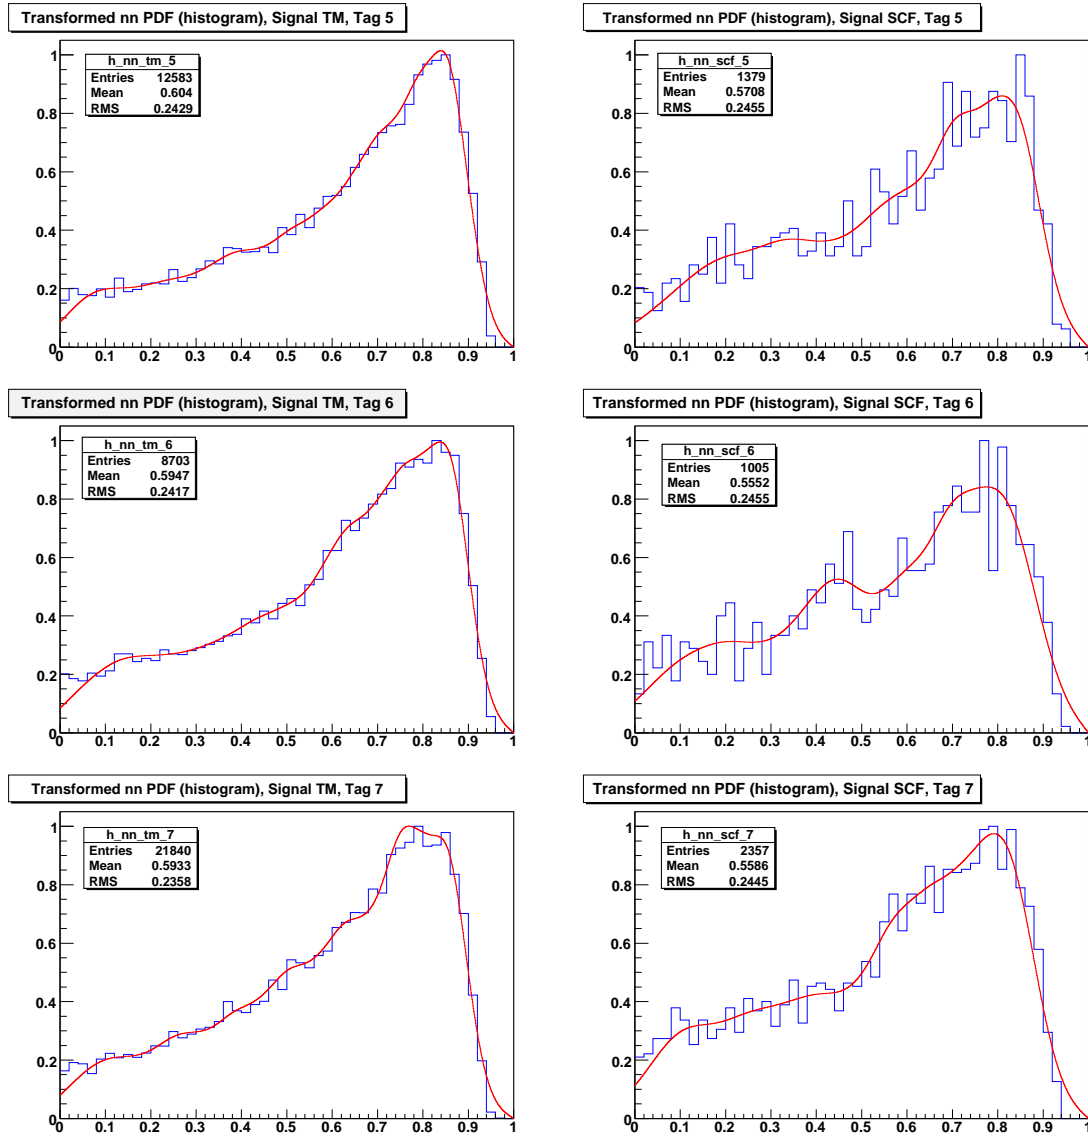 Transformed nn PDF (histogram), Signal TM, Tag 5
h_nn_tm_5
Entries 12583
Mean 0.604
RMS 0.2429
1
0.8
0.6
0.4
0.2
0
0 0.1 0.2 0.3 0.4 0.5 0.6 0.7 0.8 0.9 1
Transformed nn PDF (histogram), Signal SCF, Tag 5
h_nn_scf_5
Entries 1379
Mean 0.5708
RMS 0.2455
1
0.8
0.6
0.4
0.2
0
0 0.1 0.2 0.3 0.4 0.5 0.6 0.7 0.8 0.9 1
Transformed nn PDF (histogram), Signal TM, Tag 6
h_nn_tm_6
Entries 8703
Mean 0.5947
RMS 0.2417
1
0.8
0.6
0.4
0.2
0
0 0.1 0.2 0.3 0.4 0.5 0.6 0.7 0.8 0.9 1
Transformed nn PDF (histogram), Signal SCF, Tag 6
h_nn_scf_6
Entries 1005
Mean 0.5552
RMS 0.2455
1
0.8
0.6
0.4
0.2
0
0 0.1 0.2 0.3 0.4 0.5 0.6 0.7 0.8 0.9 1
Transformed nn PDF (histogram), Signal TM, Tag 7
h_nn_tm_7
Entries 21840
Mean 0.5933
RMS 0.2358
1
0.8
0.6
0.4
0.2
0
0 0.1 0.2 0.3 0.4 0.5 0.6 0.7 0.8 0.9 1
Transformed nn PDF (histogram), Signal SCF, Tag 7
h_nn_scf_7
Entries 2357
Mean 0.5586
RMS 0.2445
1
0.8
0.6
0.4
0.2
0
0 0.1 0.2 0.3 0.4 0.5 0.6 0.7 0.8 0.9 1